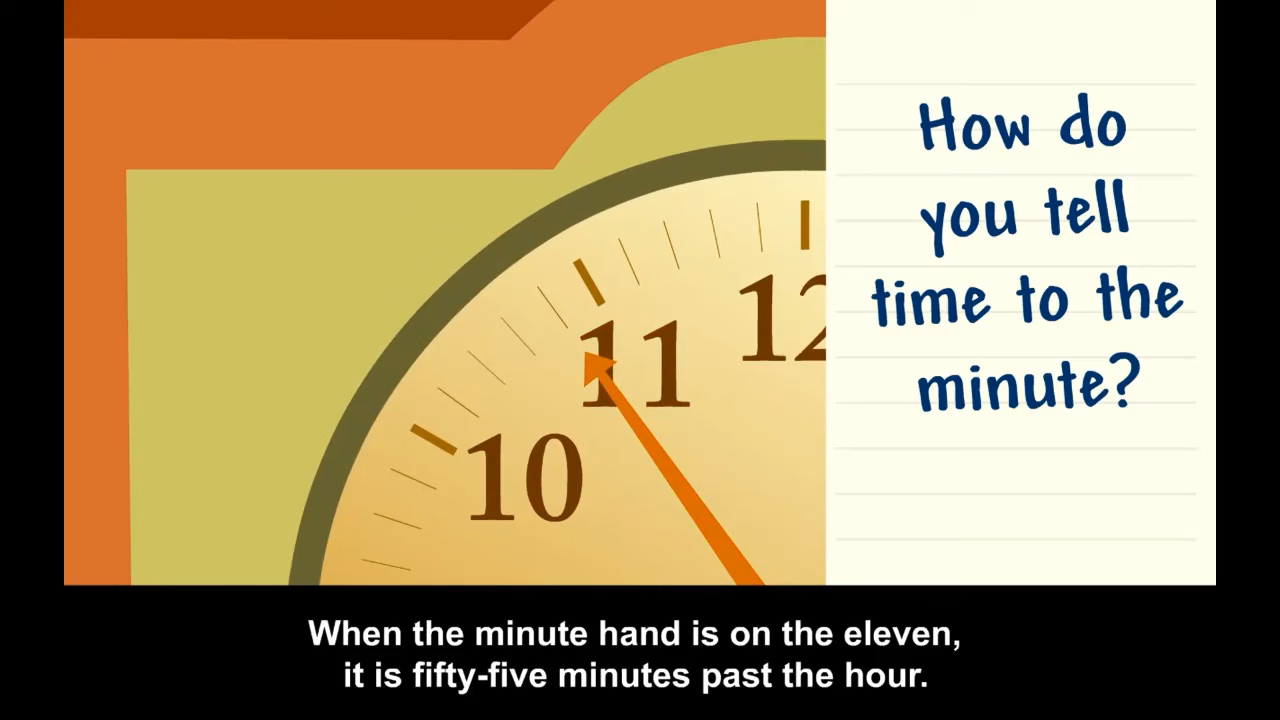 How do
you tell
time to the
minute?
12
11
10
When the minute hand is on the eleven,
it is fifty-five minutes past the hour.